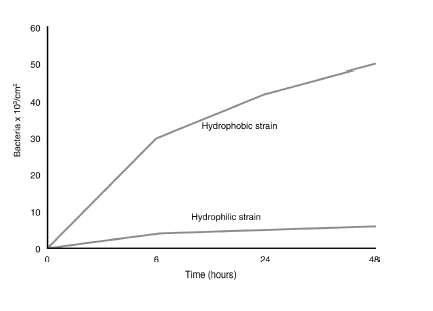 60
50
40
30
20
10
0
Bacteria x 10³/cm²
Hydrophobic strain
Hydrophilic strain
0 6 24 48
Time (hours)